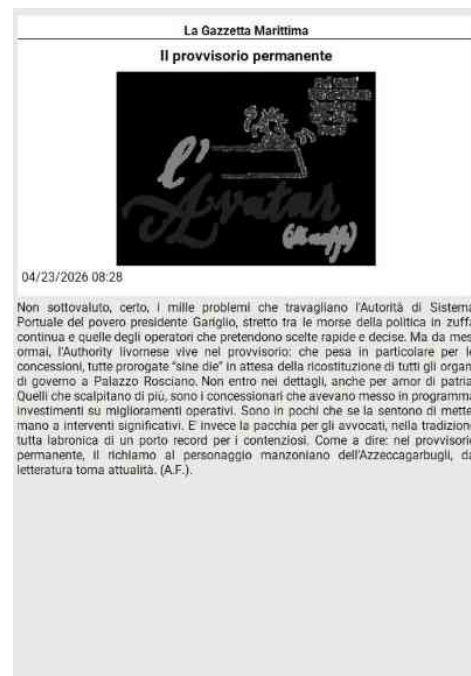 La Gazzetta Marittima
Il provvisorio permanente
l'
Avatar
04/23/2026 08:28
Non sottovaluto, certo, i mille problemi che travagliano l'Autorità di Sistema
Portuale del povero presidente Gariglio, stretto tra le morse della politica in zuffa
continua e quelle degli operatori che pretendono scelte rapide e decise. Ma da mesi
ormai, l'Authority livornese vive nel provvisorio: che pesa in particolare per le
concessioni, tutte prorogate "sine die" in attesa della ricostituzione di tutti gli organi
di governo a Palazzo Rosciano. Non entro nei dettagli, anche per amor di patria.
Quelli che scalpitano di più, sono i concessionari che avevano messo in programma
investimenti su miglioramenti operativi. Sono in pochi che se la sentono di metter
mano a interventi significativi. E' invece la pacchia per gli avvocati, nella tradizione
tutta labronica di un porto record per i contenziosi. Come a dire: nel provvisorio
permanente, il richiamo al personaggio manzoniano dell'Azzeccagarbugli, da
letteratura torna attualità. (A.F.).